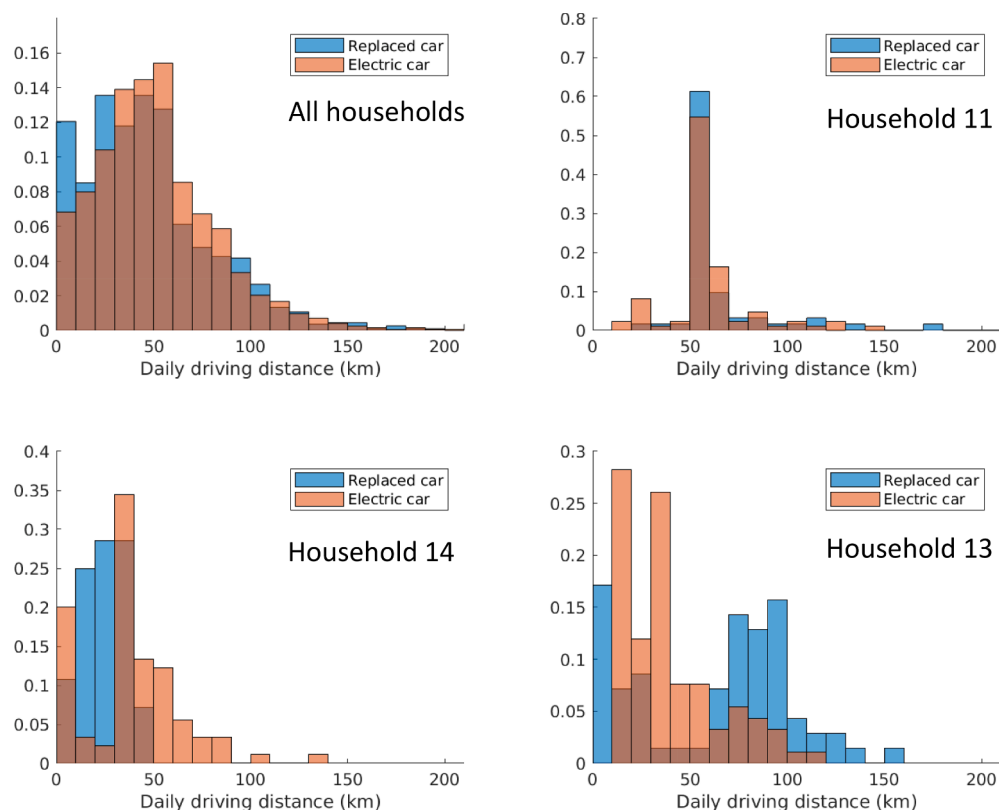 Replaced car
Electric car
All households
0.16
0.14
0.12
0.1
0.08
0.06
0.04
0.02
0
0 50 100 150 200
Daily driving distance (km)
Replaced car
Electric car
Household 11
0.8
0.7
0.6
0.5
0.4
0.3
0.2
0.1
0
0 50 100 150 200
Daily driving distance (km)
Replaced car
Electric car
Household 14
0.4
0.35
0.3
0.25
0.2
0.15
0.1
0.05
0
0 50 100 150 200
Daily driving distance (km)
Replaced car
Electric car
Household 13
0.3
0.25
0.2
0.15
0.1
0.05
0
0 50 100 150 200
Daily driving distance (km)